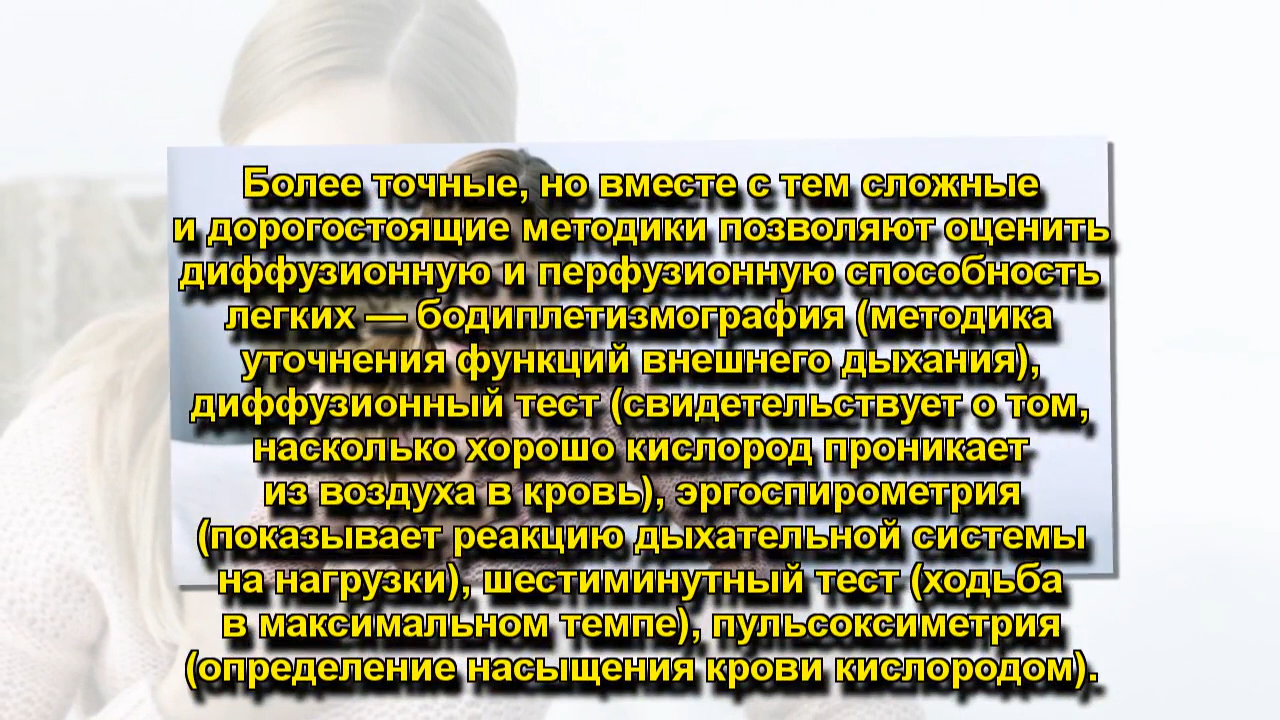 Более точные, но вместе с тем сложные
и дорогостоящие методики позволяют оценить
диффузионную и перфузионную способность
легких — бодиплетизмография (методика
уточнения функций внешнего дыхания),
диффузионный тест (свидетельствует о том,
насколько хорошо кислород проникает
из воздуха в кровь), эргоспирометрия
(показывает реакцию дыхательной системы
на нагрузки), шестиминутный тест (ходьба
в максимальном темпе), пульсоксиметрия
(определение насыщения крови кислородом).